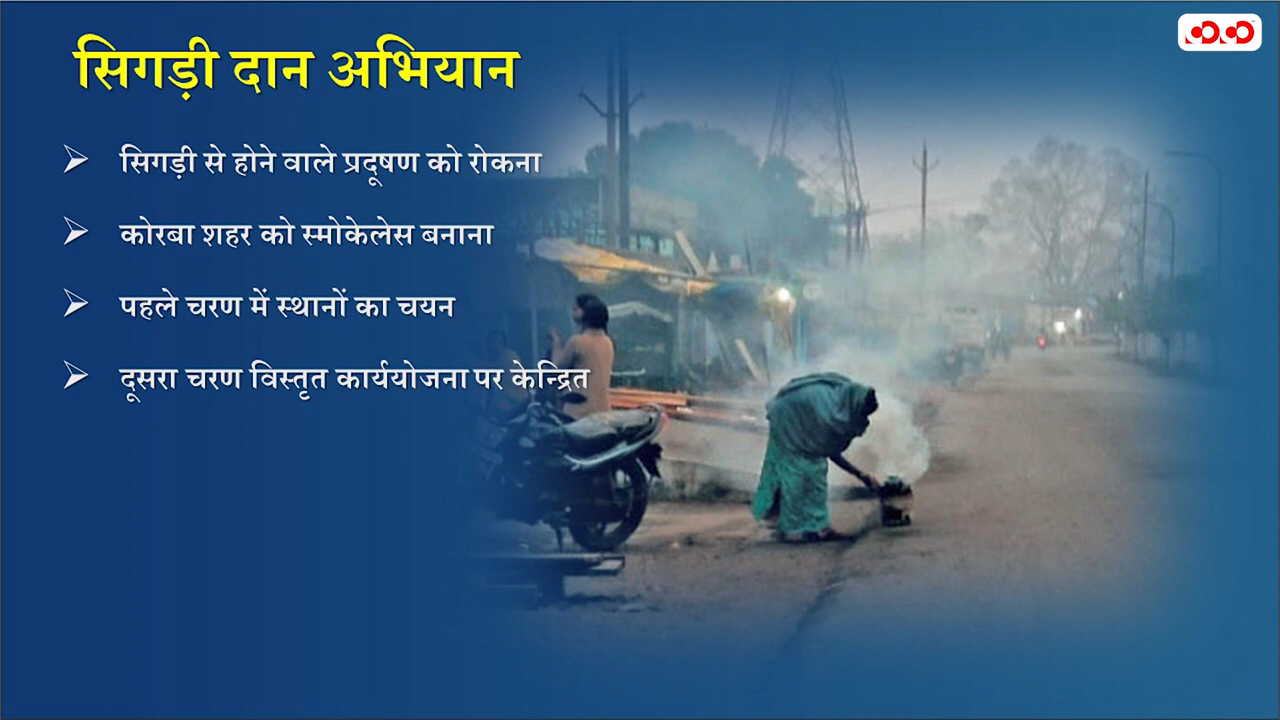 सिगड़ी दान अभियान
सिगड़ी से होने वाले प्रदूषण को रोकना
कोरबा शहर को स्मोकेलेस बनाना
पहले चरण में स्थानों का चयन
दूसरा चरण विस्तृत कार्ययोजना पर केन्द्रित